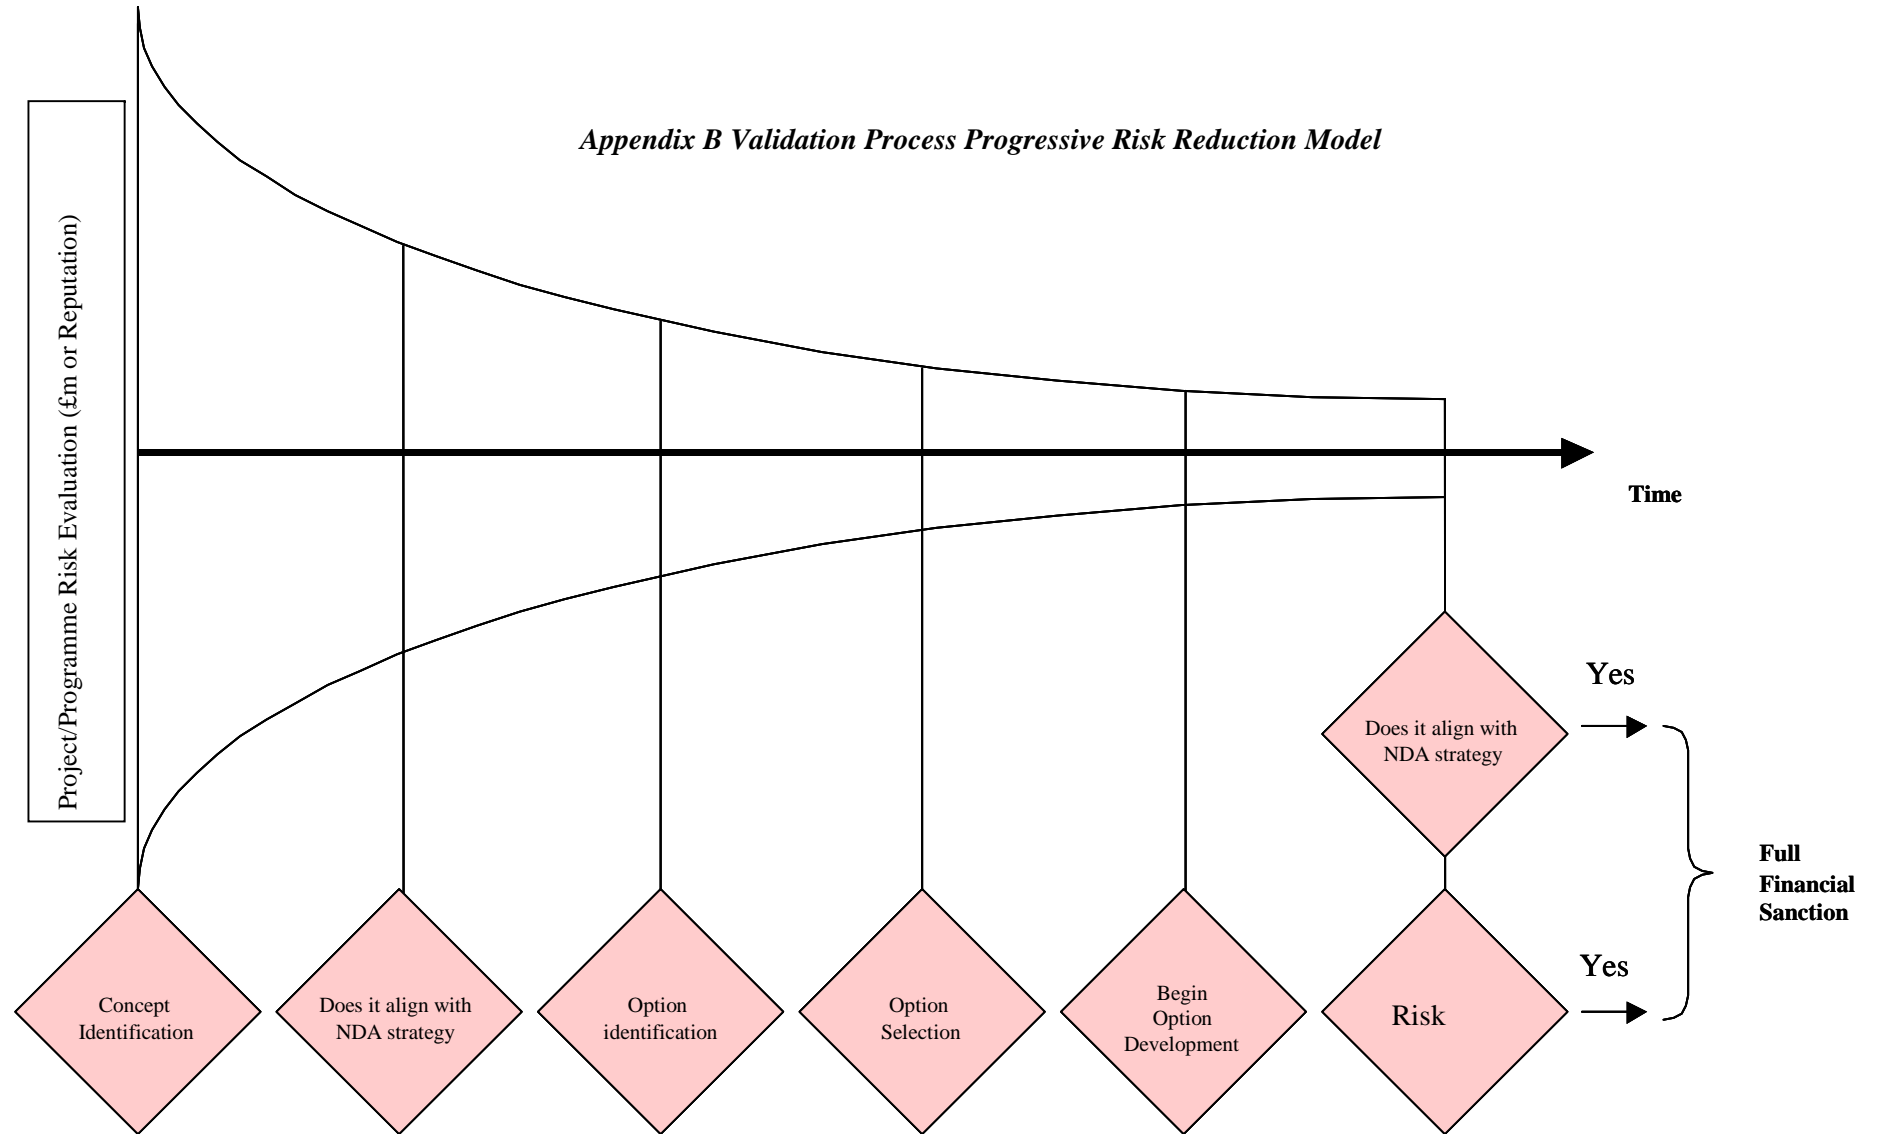 Appendix B Validation Process Progressive Risk Reduction Model
Project/Programme Risk Evaluation (£m or Reputation)
Time
Does it align with
NDA strategy
Yes
Full
Financial
Sanction
Concept
Identification
Does it align with
NDA strategy
Option
identification
Option
Selection
Begin
Option
Development
Risk
Yes